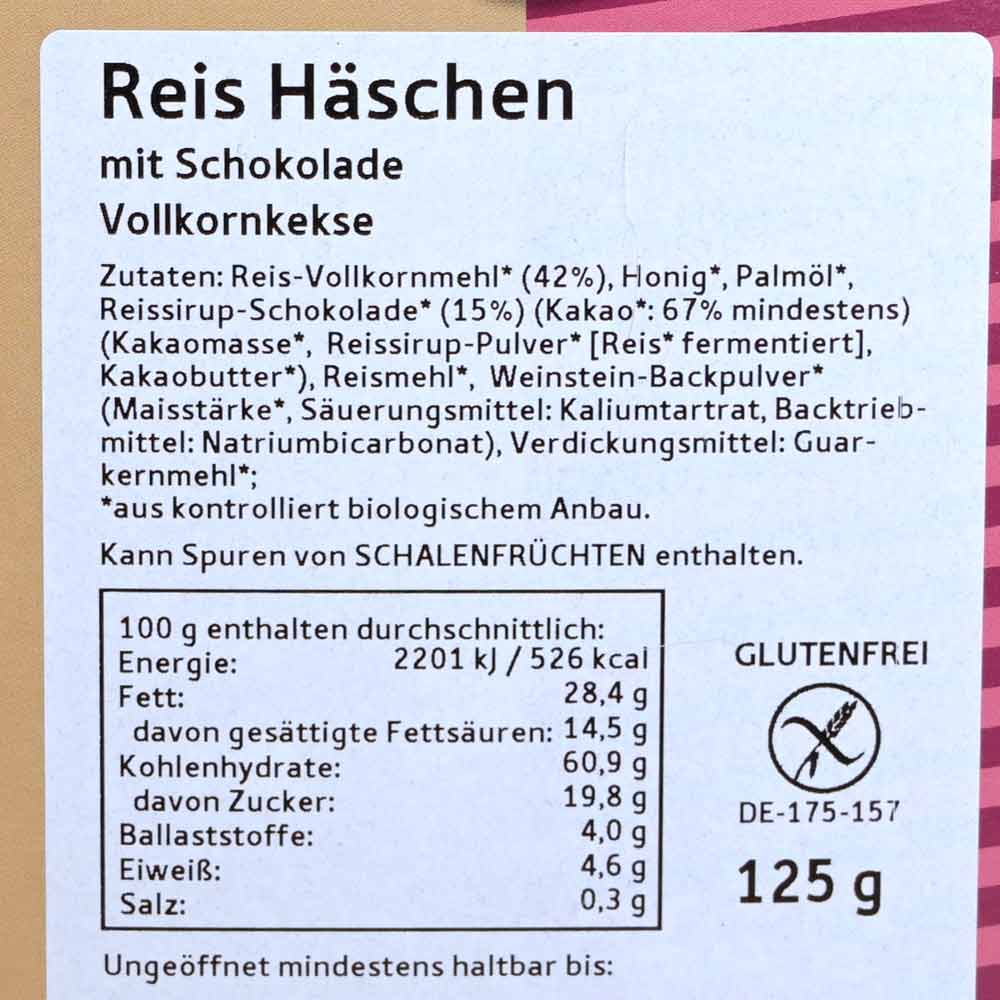 Reis Häschen
mit Schokolade
Vollkornkekse
Zutaten: Reis-Vollkornmehl* (42%), Honig*, Palmöl*,
Reissirup-Schokolade* (15%) (Kakao*: 67% mindestens)
(Kakaomasse*, Reissirup-Pulver* [Reis* fermentiert],
Kakaobutter*), Reismehl*, Weinstein-Backpulver*
(Maisstärke*, Säuerungsmittel: Kaliumtartrat, Backtrieb-
mittel: Natriumbicarbonat), Verdickungsmittel: Guar-
kernmehl*;
*aus kontrolliert biologischem Anbau.
Kann Spuren von SCHALENFRÜCHTEN enthalten.
100 g enthalten durchschnittlich:
Energie: 2201 kJ / 526 kcal
Fett: 28,4 g
davon gesättigte Fettsäuren: 14,5 g
Kohlenhydrate: 60,9 g
davon Zucker: 19,8 g
Ballaststoffe: 4,0 g
Eiweiß: 4,6 g
Salz: 0,3 g
GLUTENFREI
DE-175-157
125 g
Ungeöffnet mindestens haltbar bis: